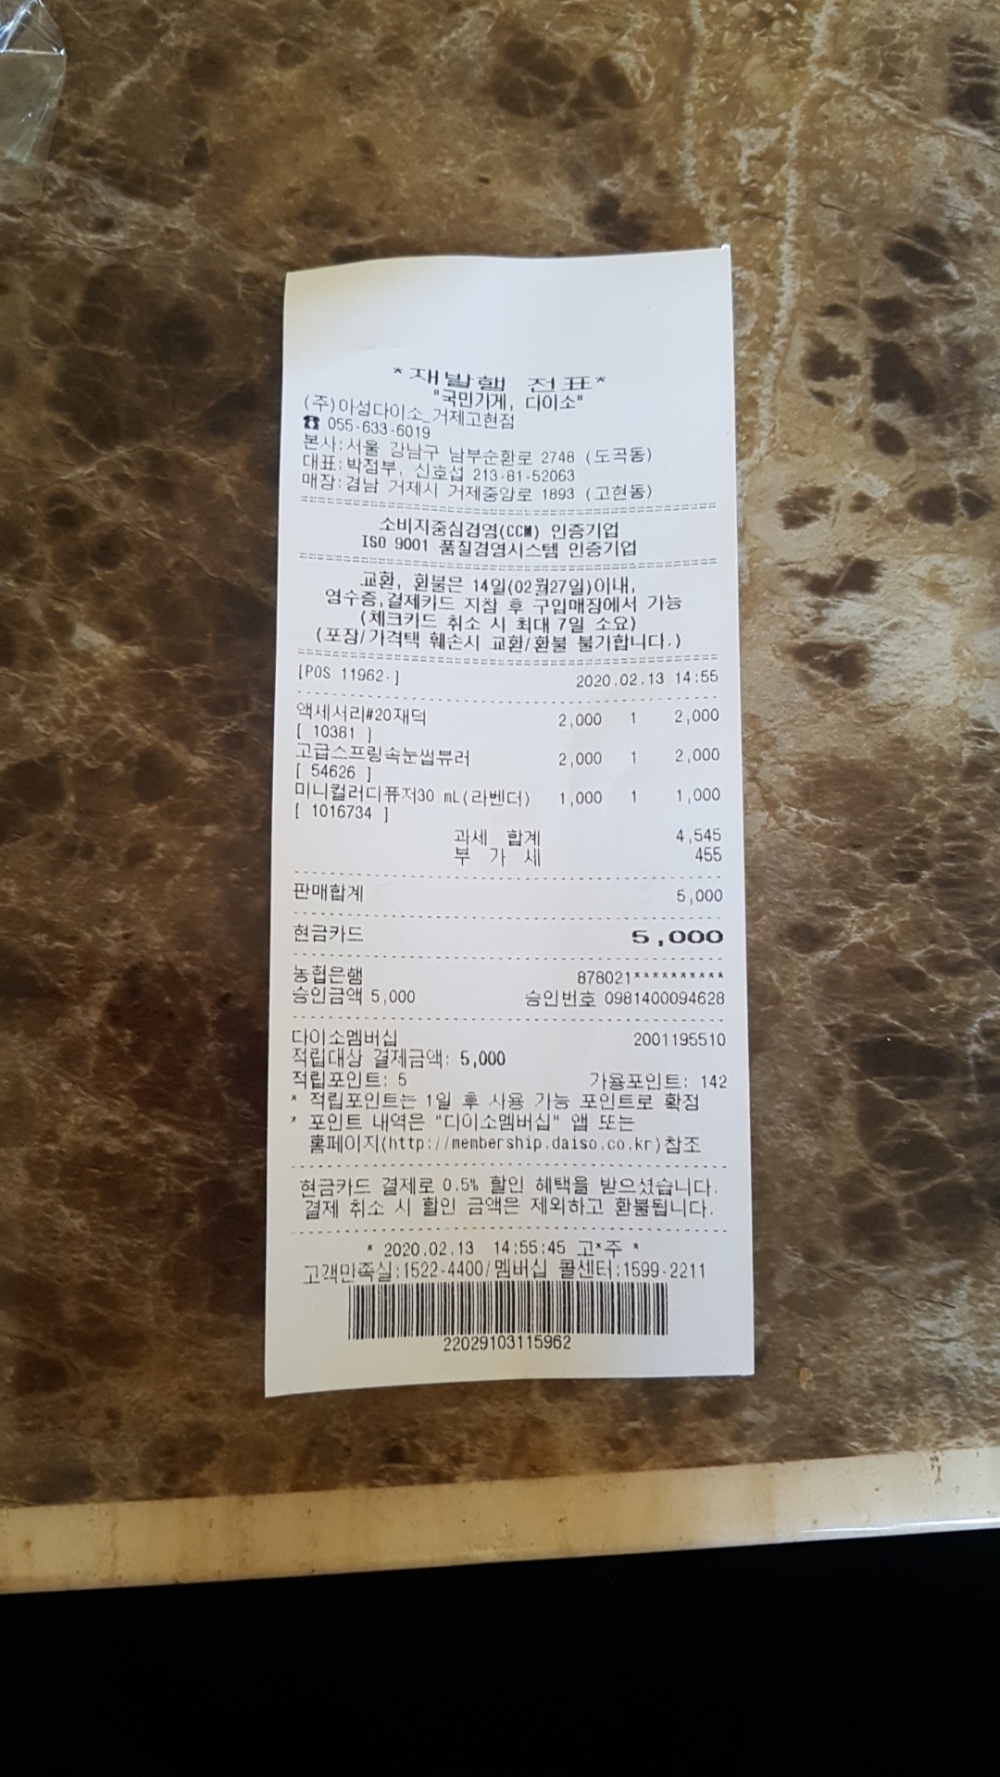 *재발행 전표*
"국민가게, 다이소"
(주)아성다이소_거제고현점
☎ 055-633-6019
본사:서울 강남구 남부순환로 2748 (도곡동)
대표:박정부, 신호섭 213-81-52063
매장:경남 거제시 거제중앙로 1893 (고현동)
소비자중심경영(CCM) 인증기업
ISO 9001 품질경영시스템 인증기업
교환, 환불은 14일(02월27일)이내,
영수증,결제카드 지참 후 구입매장에서 가능
(체크카드 취소 시 최대 7일 소요)
(포장/가격택 훼손시 교환/환불 불가합니다.)
[POS 11962-] 2020.02.13 14:55
액세서리#20재덕 2,000 1 2,000
[ 10381 ]
고급스프링속눈썹뷰러 2,000 1 2,000
[ 54626 ]
미니컬러디퓨저30 mL(라벤더) 1,000 1 1,000
[ 1016734 ]
과세 합계 4,545
부 가 세 455
판매합계 5,000
현금카드 5,000
농협은행 878021**********
승인금액 5,000 승인번호 0981400094628
다이소멤버십 2001195510
적립대상 결제금액: 5,000
적립포인트: 5 가용포인트: 142
* 적립포인트는 1일 후 사용 가능 포인트로 확정
* 포인트 내역은 "다이소멤버십" 앱 또는
홈페이지(http://membership.daiso.co.kr)참조
현금카드 결제로 0.5% 할인 혜택을 받으셨습니다.
결제 취소 시 할인 금액은 제외하고 환불됩니다.
* 2020.02.13 14:55:45 고*주 *
고객만족실:1522-4400/멤버십 콜센터:1599-2211
22029103115962